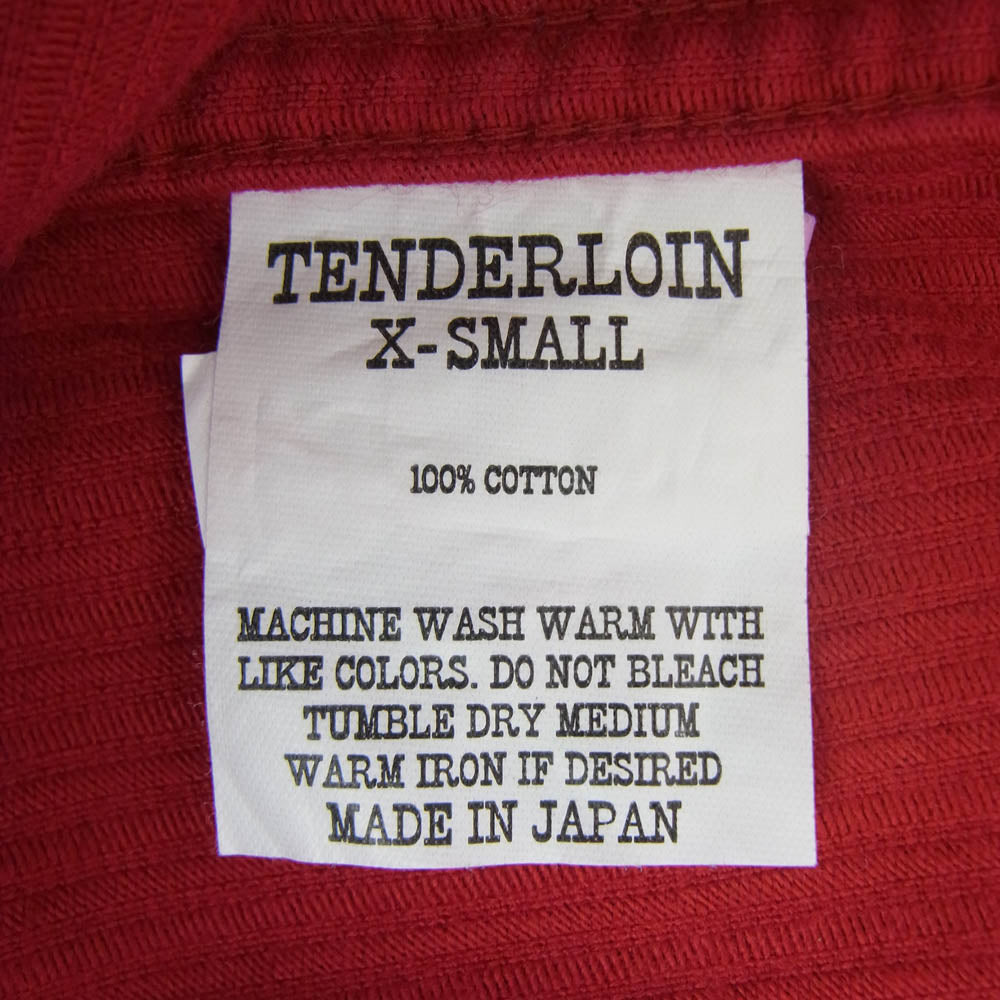 TENDERLOIN
X-SMALL
100% COTTON
MACHINE WASH WARM WITH
LIKE COLORS. DO NOT BLEACH
TUMBLE DRY MEDIUM
WARM IRON IF DESIRED
MADE IN JAPAN